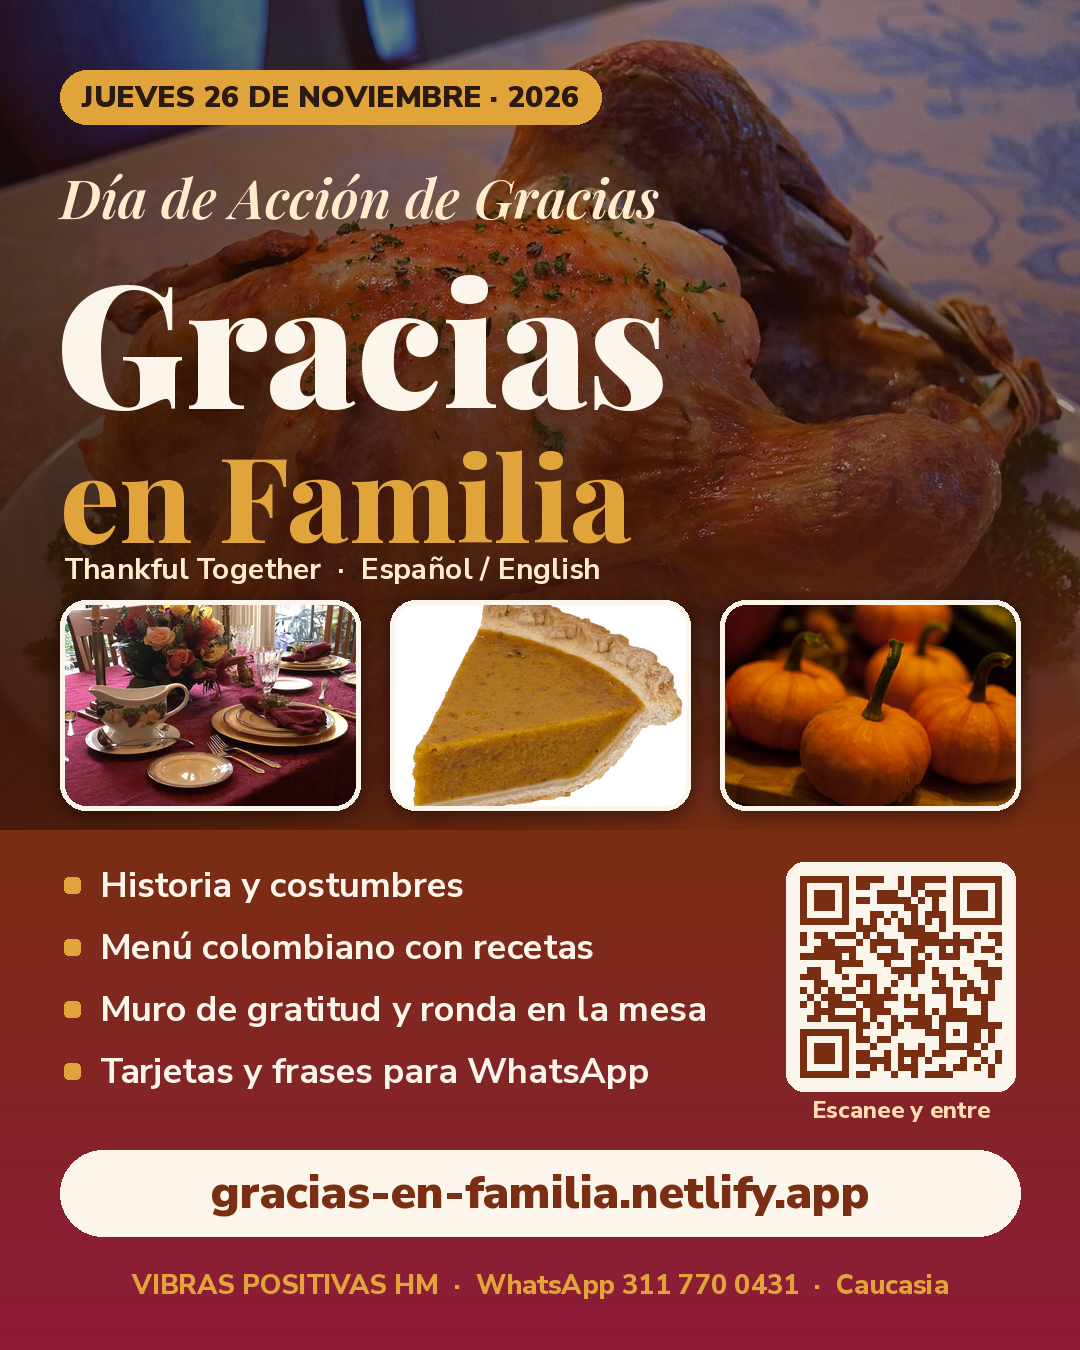 JUEVES 26 DE NOVIEMBRE · 2026
Día de Acción de Gracias
Gracias
en Familia
Thankful Together · Español / English
Historia y costumbres
Menú colombiano con recetas
Muro de gratitud y ronda en la mesa
Tarjetas y frases para WhatsApp
Escanee y entre
gracias-en-familia.netlify.app
VIBRAS POSITIVAS HM · WhatsApp 311 770 0431 · Caucasia